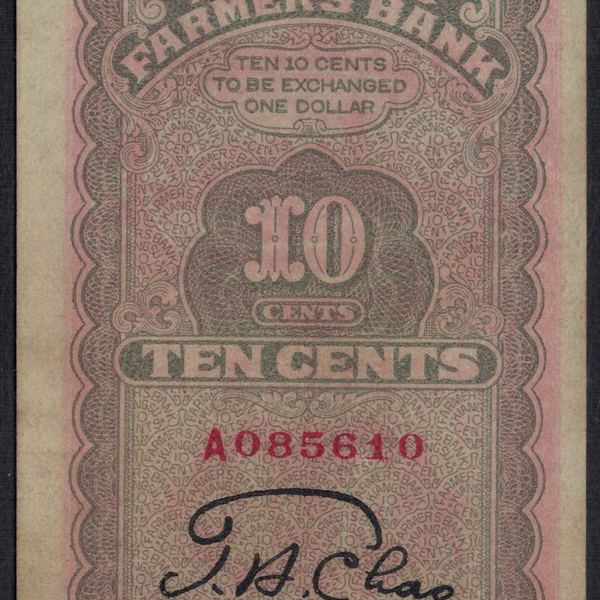 FARMERS BANK
TEN 10 CENTS
TO BE EXCHANGED
ONE DOLLAR
10
CENTS
TEN CENTS
A085610
T. A. Chao